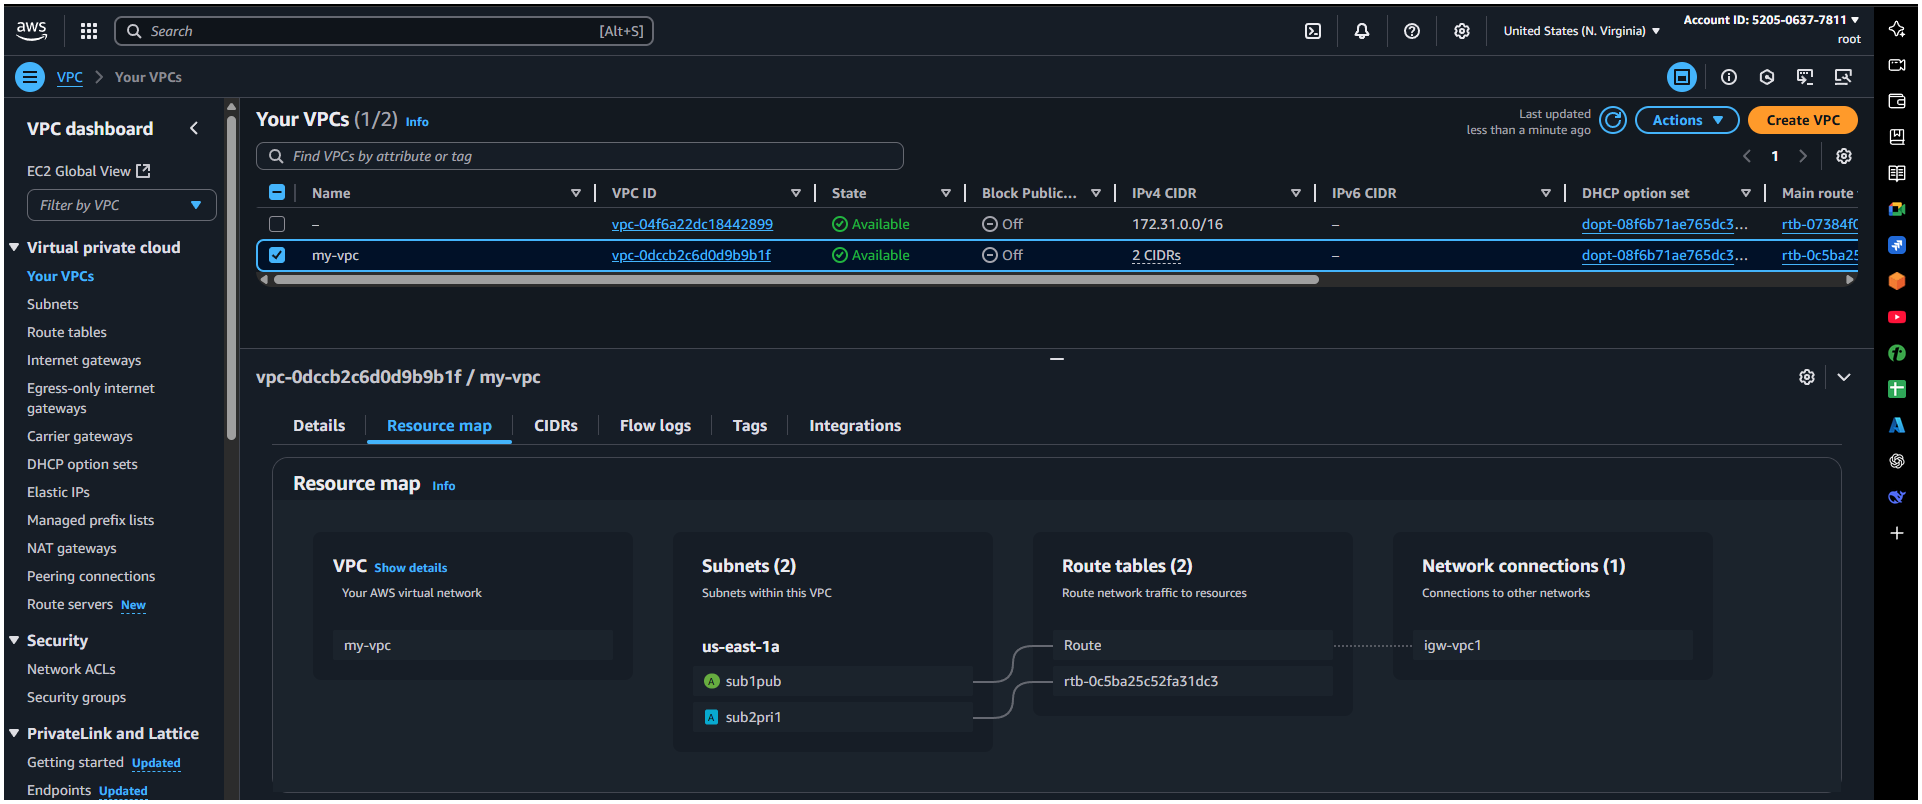 aws
Search [Alt+S]
United States (N. Virginia)
Account ID: 5205-0637-7811
root
VPC > Your VPCs
VPC dashboard
EC2 Global View
Filter by VPC
Virtual private cloud
Your VPCs
Subnets
Route tables
Internet gateways
Egress-only internet
gateways
Carrier gateways
DHCP option sets
Elastic IPs
Managed prefix lists
NAT gateways
Peering connections
Route servers New
Security
Network ACLs
Security groups
PrivateLink and Lattice
Getting started Updated
Endpoints Updated
Your VPCs (1/2) Info
Last updated
less than a minute ago
Actions
Create VPC
Find VPCs by attribute or tag
1
Name VPC ID State Block Public... IPv4 CIDR IPv6 CIDR DHCP option set Main route
– vpc-04f6a22dc18442899 Available Off 172.31.0.0/16 – dopt-08f6b71ae765dc3... rtb-07384f0
my-vpc vpc-0dccb2c6d0d9b9b1f Available Off 2 CIDRs – dopt-08f6b71ae765dc3... rtb-0c5ba25
vpc-0dccb2c6d0d9b9b1f / my-vpc
Details Resource map CIDRs Flow logs Tags Integrations
Resource map Info
VPC Show details
Your AWS virtual network
my-vpc
Subnets (2)
Subnets within this VPC
us-east-1a
A sub1pub
A sub2pri1
Route tables (2)
Route network traffic to resources
Route
rtb-0c5ba25c52fa31dc3
Network connections (1)
Connections to other networks
igw-vpc1